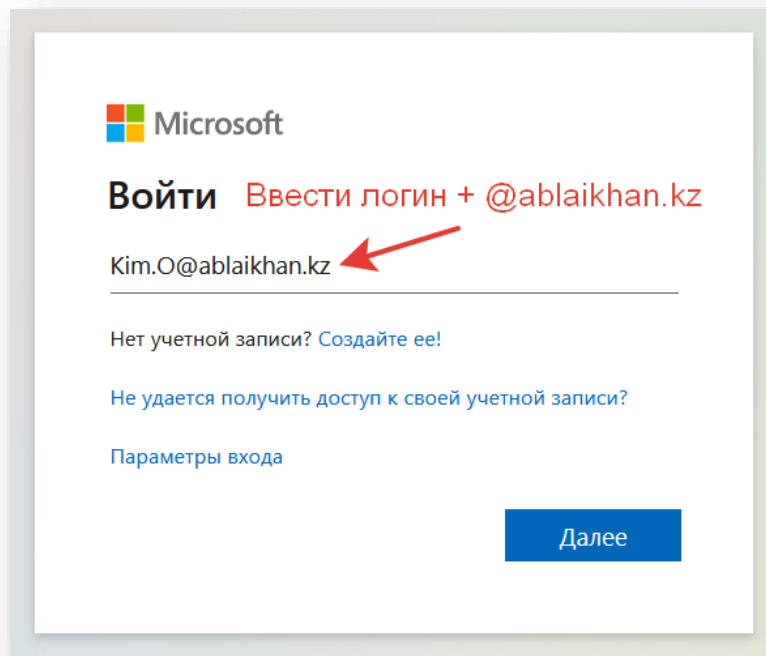 Microsoft
Войти Ввести логин + @ablaikhan.kz
Kim.O@ablaikhan.kz
Нет учетной записи? Создайте ее!
Не удается получить доступ к своей учетной записи?
Параметры входа
Далее